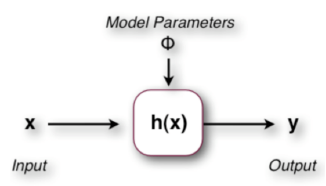 Model Parameters
Φ
x h(x) y
Input Output